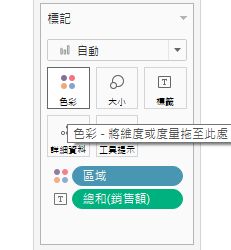 標記
自動
色彩
大小
標籤
色彩 - 將維度或度量拖至此處
詳細資料
工具提示
區域
總和(銷售額)